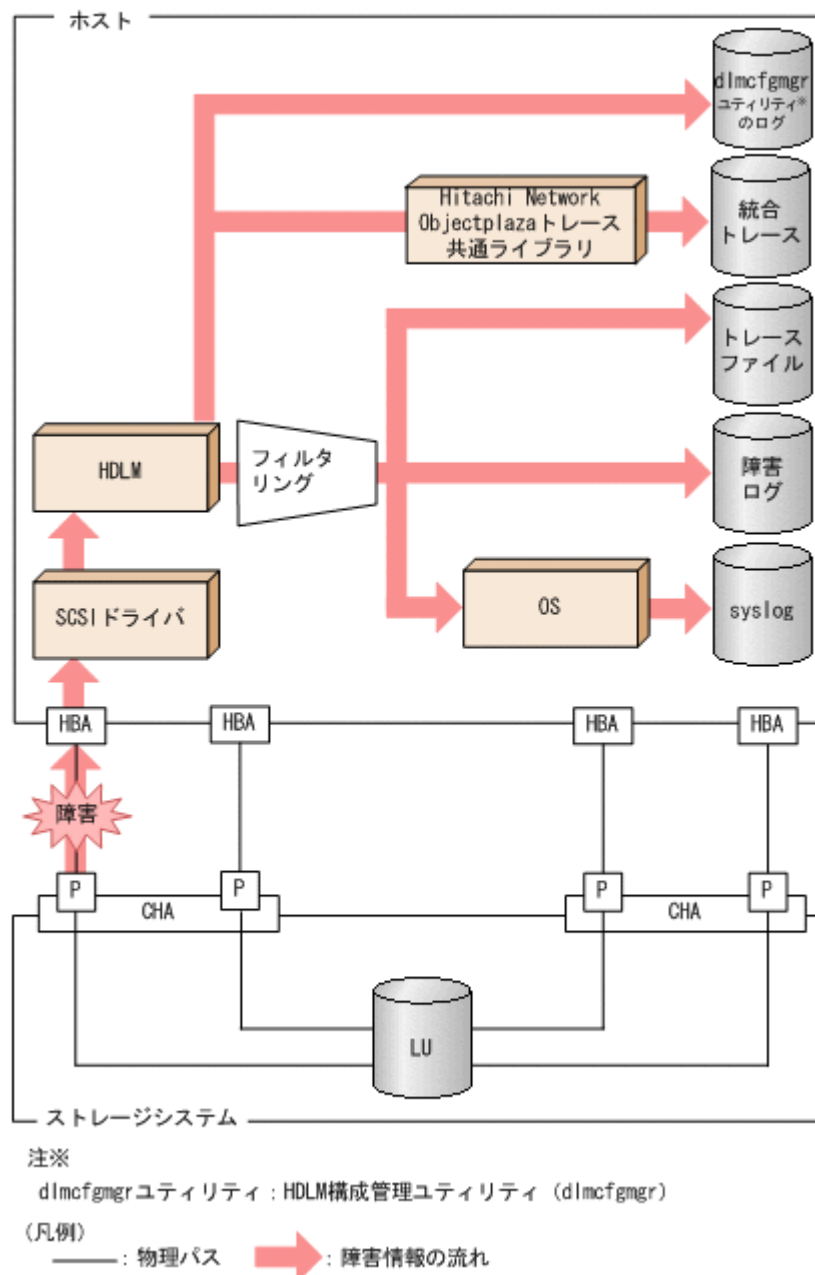 ホスト
dlmcfgmgr
ユティリティ※
のログ
Hitachi Network
Objectplazaトレース
共通ライブラリ
統合
トレース
トレース
ファイル
HDLM
フィルタ
リング
障害
ログ
SCSIドライバ
OS
syslog
HBA
HBA
HBA
HBA
障害
P
P
P
P
CHA
CHA
LU
ストレージシステム
注※
dlmcfgmgrユティリティ：HDLM構成管理ユティリティ（dlmcfgmgr）
（凡例）
：物理パス ：障害情報の流れ